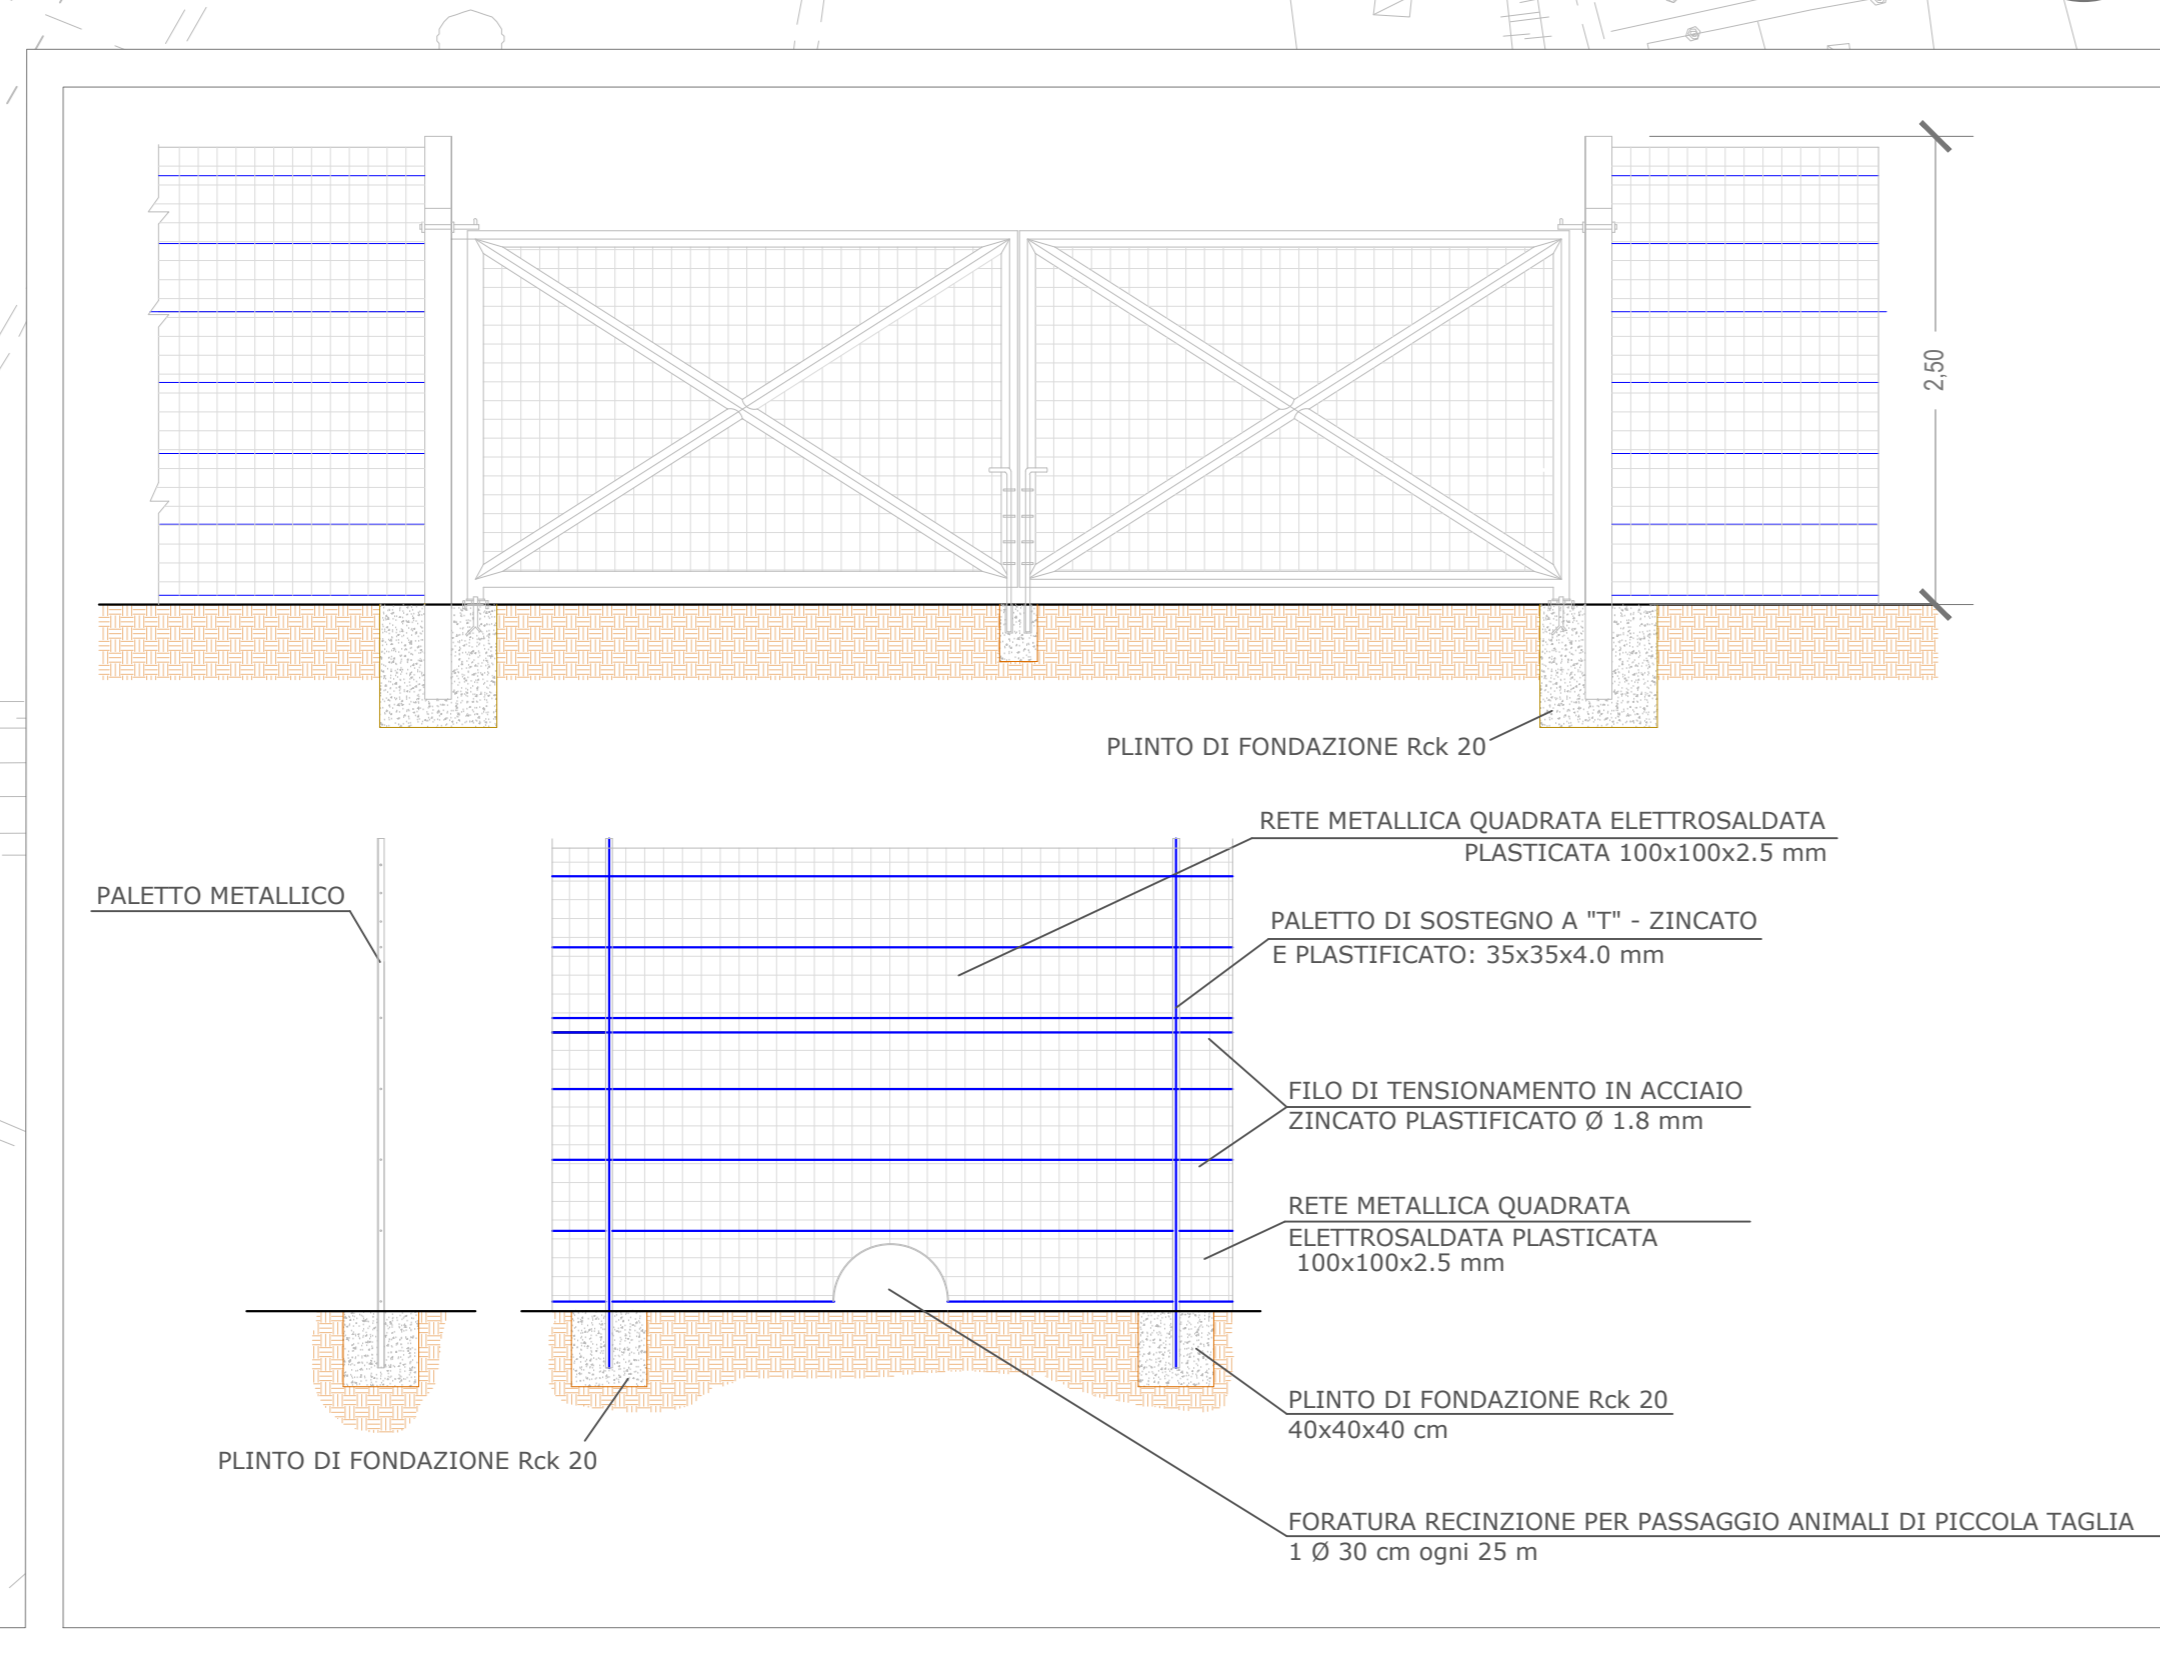 2,50
PLINTO DI FONDAZIONE Rck 20
RETE METALLICA QUADRATA ELETTROSALDATA
PLASTICATA 100x100x2.5 mm
PALETTO METALLICO
PALETTO DI SOSTEGNO A "T" - ZINCATO
E PLASTIFICATO: 35x35x4.0 mm
FILO DI TENSIONAMENTO IN ACCIAIO
ZINCATO PLASTIFICATO Ø 1.8 mm
RETE METALLICA QUADRATA
ELETTROSALDATA PLASTICATA
100x100x2.5 mm
PLINTO DI FONDAZIONE Rck 20
40x40x40 cm
PLINTO DI FONDAZIONE Rck 20
FORATURA RECINZIONE PER PASSAGGIO ANIMALI DI PICCOLA TAGLIA
1 Ø 30 cm ogni 25 m